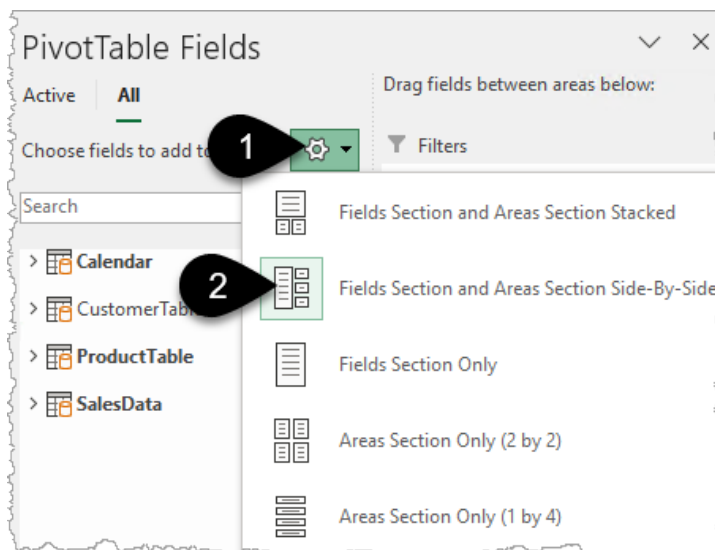 PivotTable Fields
Active
All
Drag fields between areas below:
Choose fields to add to
1
Filters
Search
Fields Section and Areas Section Stacked
Calendar
2
Fields Section and Areas Section Side-By-Side
CustomerTabl
Fields Section Only
ProductTable
SalesData
Areas Section Only (2 by 2)
Areas Section Only (1 by 4)